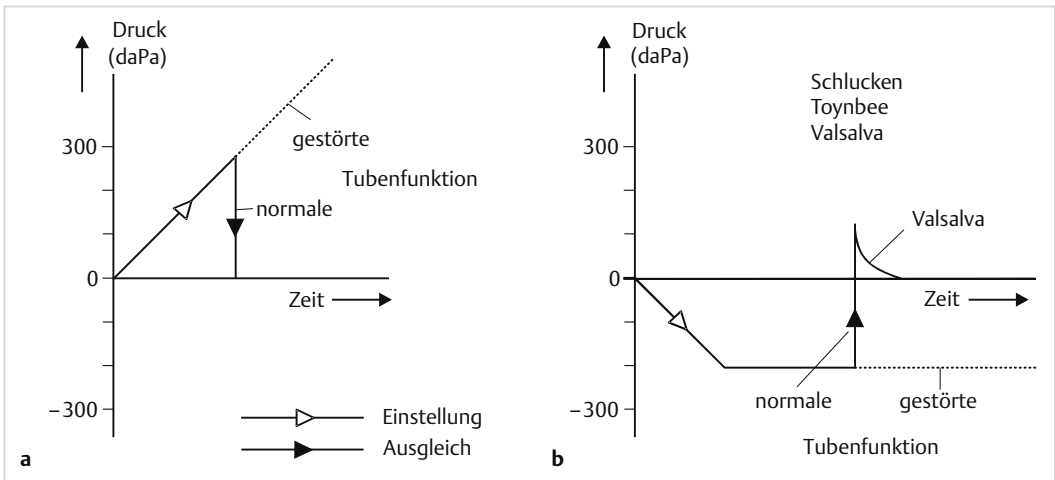 Druck
(daPa)
300
0
−300
gestörte
Tubenfunktion
normale
Zeit
Einstellung
Ausgleich
a
Druck
(daPa)
Schlucken
Toynbee
Valsalva
300
0
−300
Valsalva
Zeit
normale
gestörte
Tubenfunktion
b